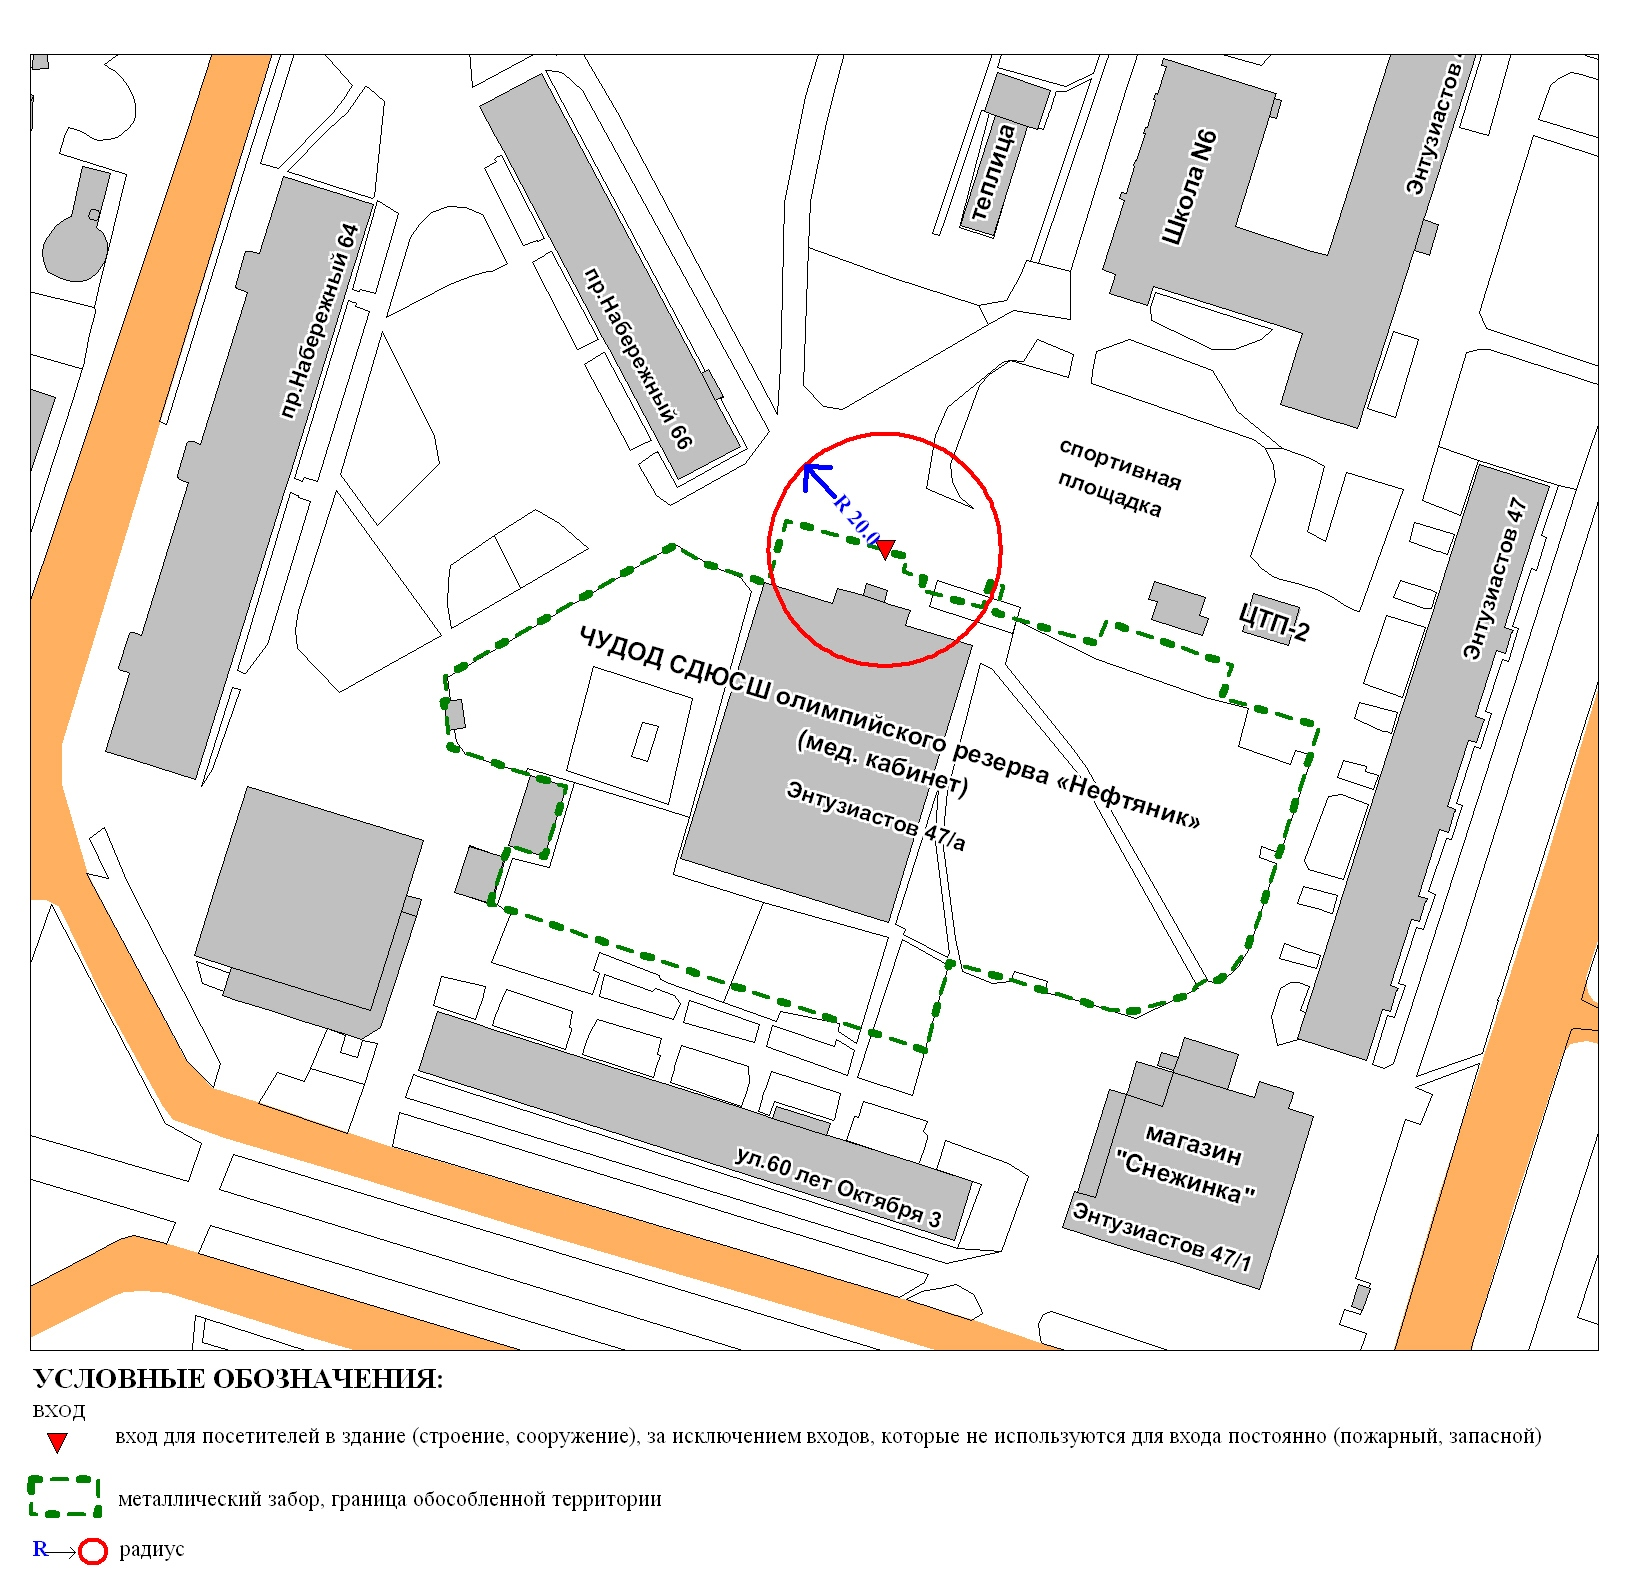 Энтузиастов
теплица
Школа N6
пр.Набережный 64
пр.Набережный 66
спортивная
площадка
R 20.0
Энтузиастов 47
ЦТП-2
ЧУДОД СДЮСШ олимпийского резерва «Нефтяник»
(мед. кабинет)
Энтузиастов 47/а
ул.60 лет Октября 3
магазин
"Снежинка"
Энтузиастов 47/1
УСЛОВНЫЕ ОБОЗНАЧЕНИЯ:
ВХОД
вход для посетителей в здание (строение, сооружение), за исключением входов, которые не используются для входа постоянно (пожарный, запасной)
металлический забор, граница обособленной территории
R
радиус